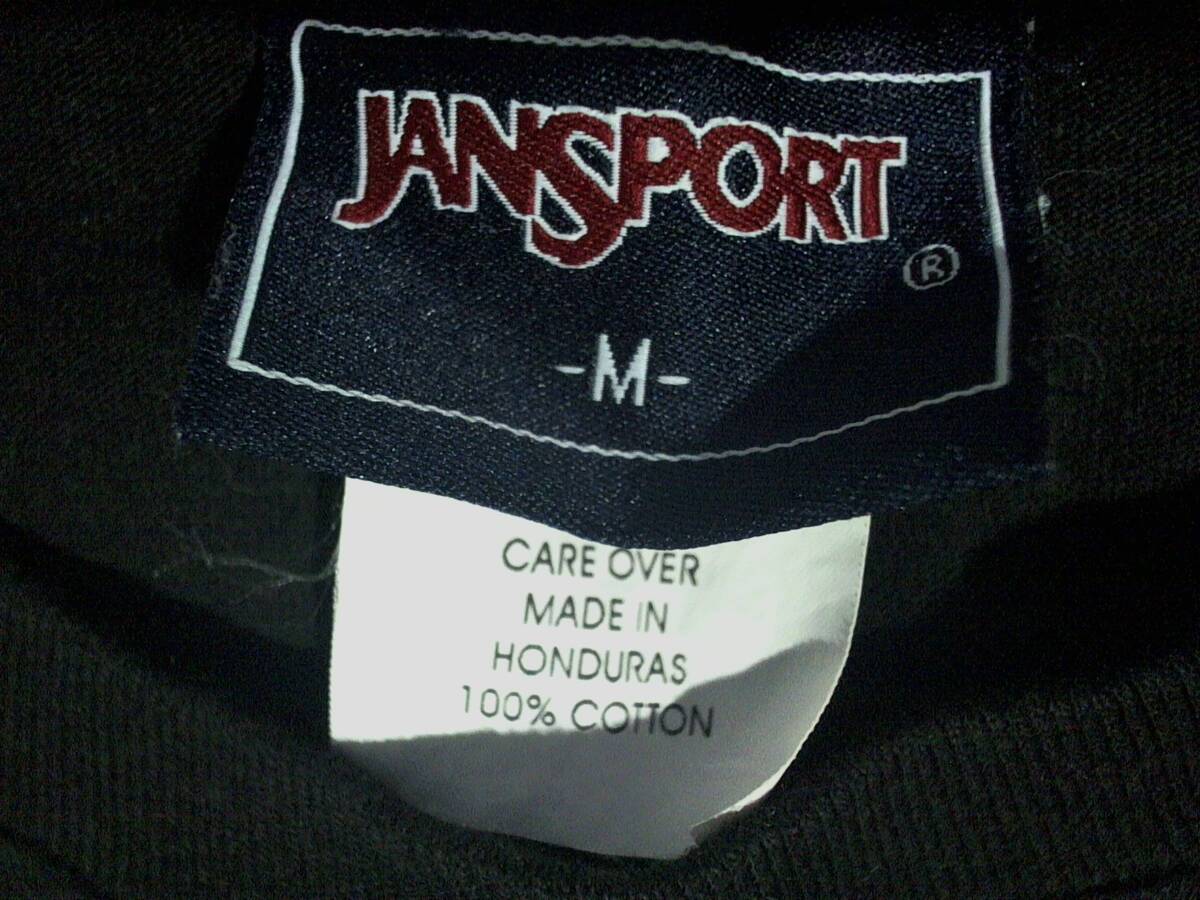 JANSPORT
®
-M-
CARE OVER
MADE IN
HONDURAS
100% COTTON